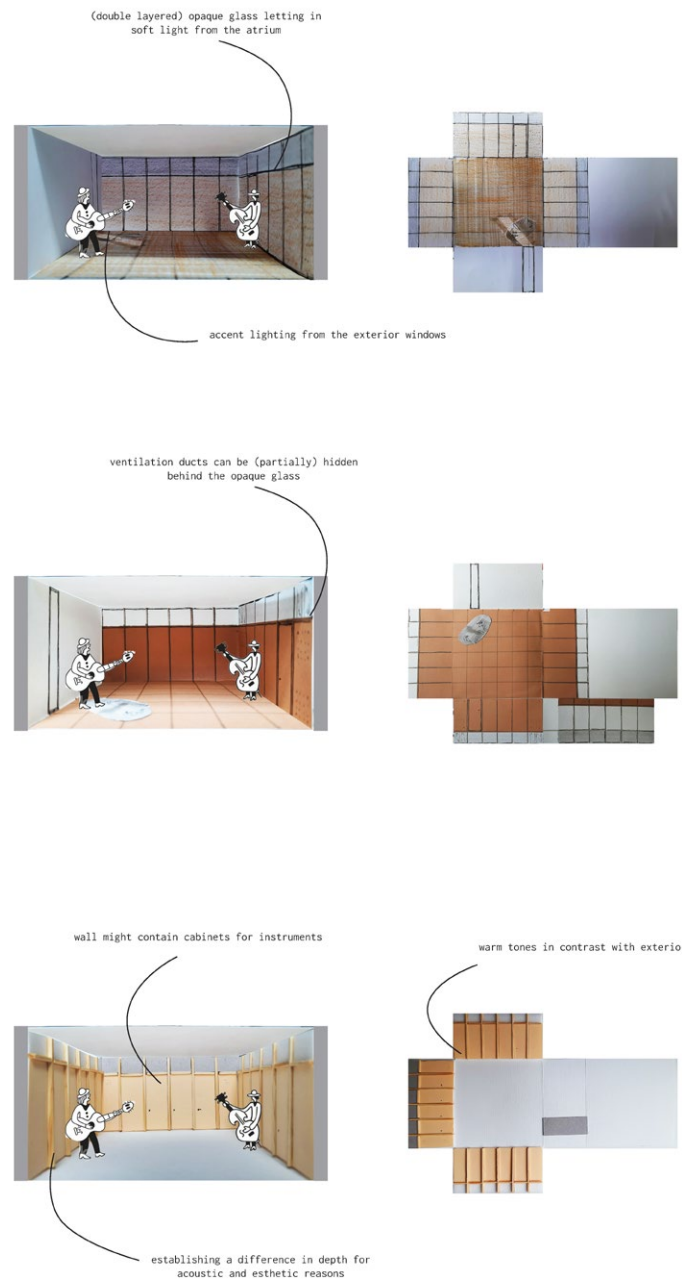 (double layered) opaque glass letting in
soft light from the atrium
accent lighting from the exterior windows
ventilation ducts can be (partially) hidden
behind the opaque glass
wall might contain cabinets for instruments
warm tones in contrast with exterio
establishing a difference in depth for
acoustic and esthetic reasons